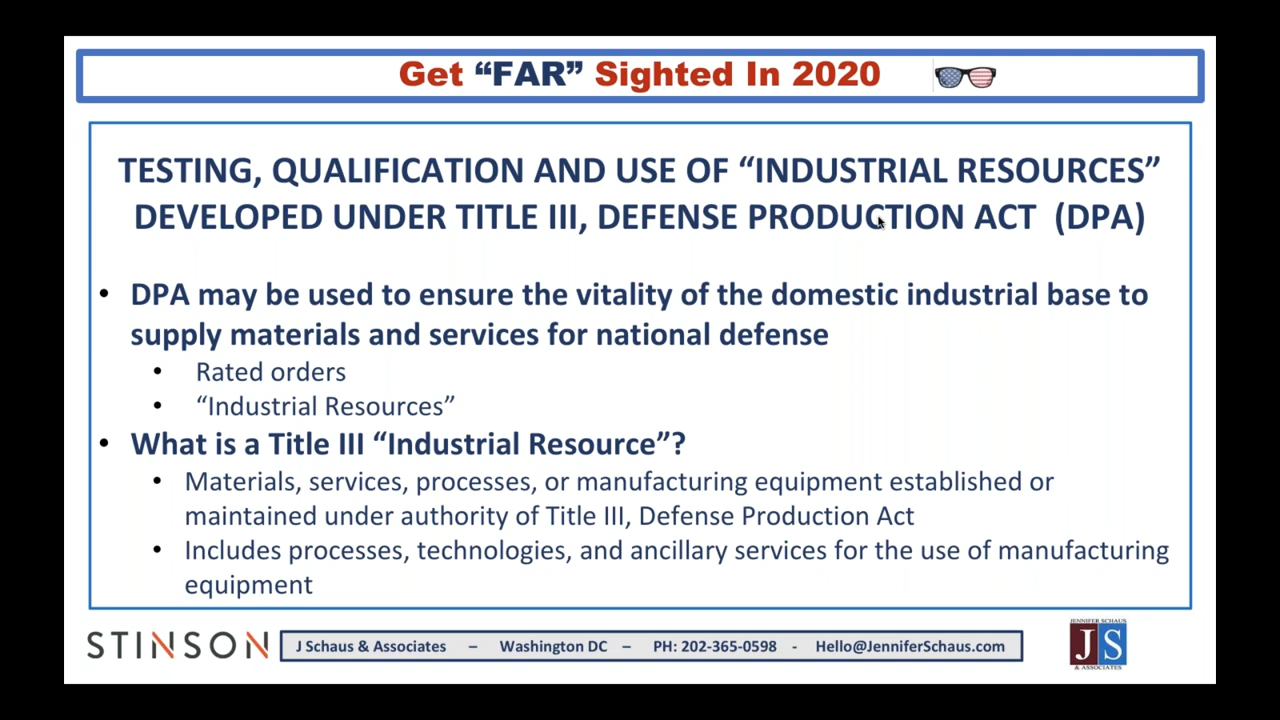 Get “FAR” Sighted In 2020
TESTING, QUALIFICATION AND USE OF “INDUSTRIAL RESOURCES”
DEVELOPED UNDER TITLE III, DEFENSE PRODUCTION ACT (DPA)
• DPA may be used to ensure the vitality of the domestic industrial base to
supply materials and services for national defense
• Rated orders
• “Industrial Resources”
• What is a Title III “Industrial Resource”?
• Materials, services, processes, or manufacturing equipment established or
maintained under authority of Title III, Defense Production Act
• Includes processes, technologies, and ancillary services for the use of manufacturing
equipment
STINSON
J Schaus & Associates – Washington DC – PH: 202-365-0598 - Hello@JenniferSchaus.com
JENNIFER SCHAUS
JS
& ASSOCIATES